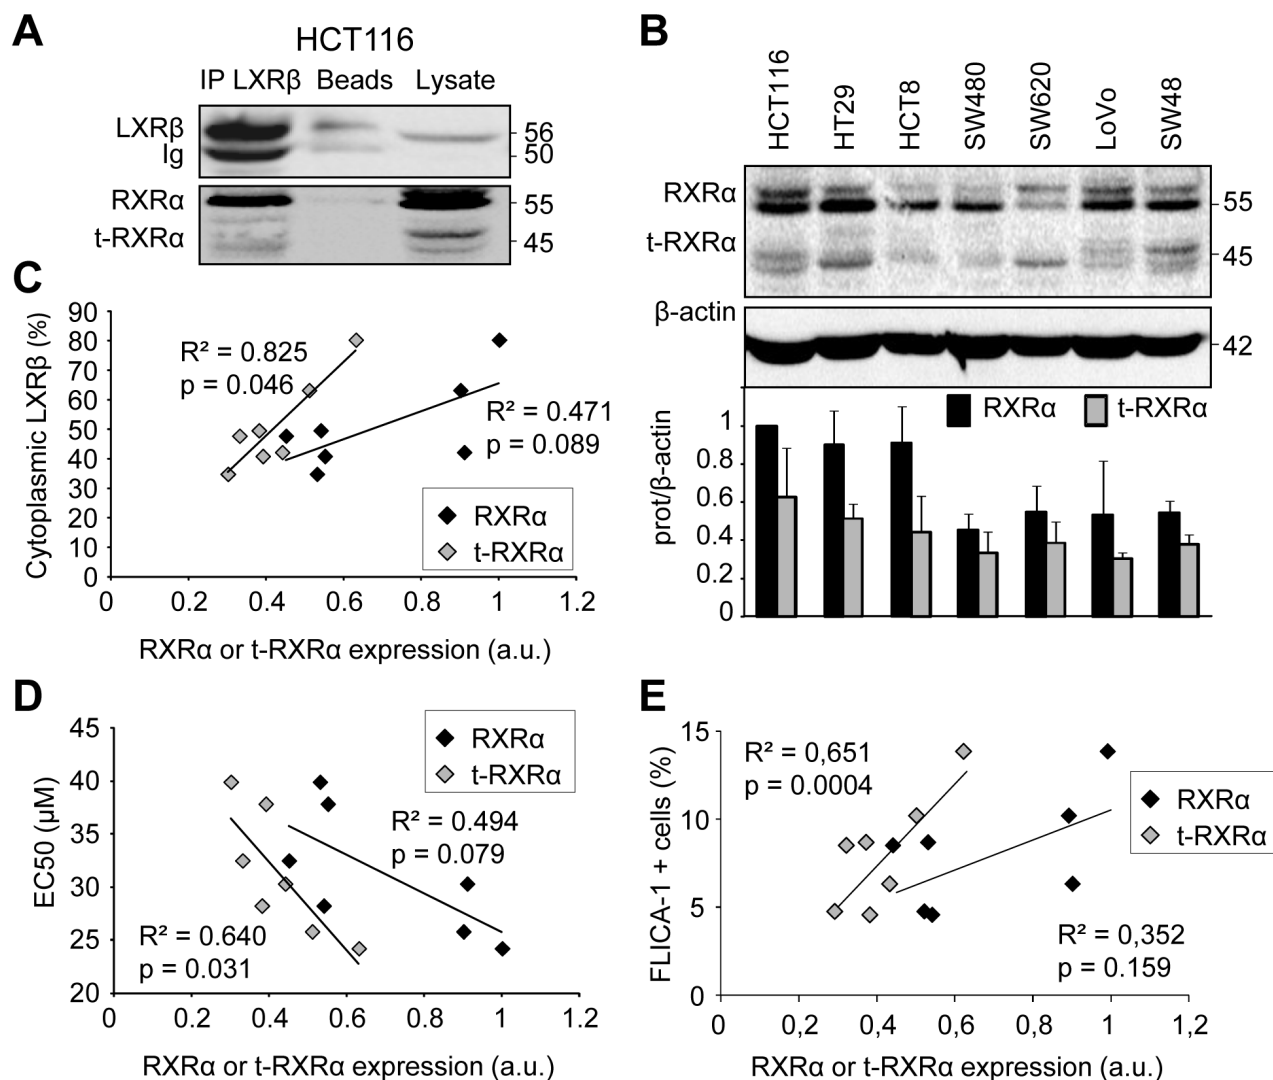 A
HCT116
IP LXRβ Beads Lysate
LXRβ
Ig
56
50
RXRα
t-RXRα
55
45
B
HCT116
HT29
HCT8
SW480
SW620
LoVo
SW48
RXRα
t-RXRα
55
45
β-actin
42
RXRα
t-RXRα
prot/β-actin
1
0.8
0.6
0.4
0.2
0
C
Cytoplasmic LXRβ (%)
90
80
70
60
50
40
30
20
10
0
R² = 0.825
p = 0.046
R² = 0.471
p = 0.089
RXRα
t-RXRα
0 0.2 0.4 0.6 0.8 1 1.2
RXRα or t-RXRα expression (a.u.)
D
EC50 (µM)
45
40
35
30
25
20
RXRα
t-RXRα
R² = 0.494
p = 0.079
R² = 0.640
p = 0.031
0 0.2 0.4 0.6 0.8 1 1.2
RXRα or t-RXRα expression (a.u.)
E
FLICA-1 + cells (%)
15
10
5
0
R² = 0,651
p = 0.0004
RXRα
t-RXRα
R² = 0,352
p = 0.159
0 0,2 0,4 0,6 0,8 1 1,2
RXRα or t-RXRα expression (a.u.)